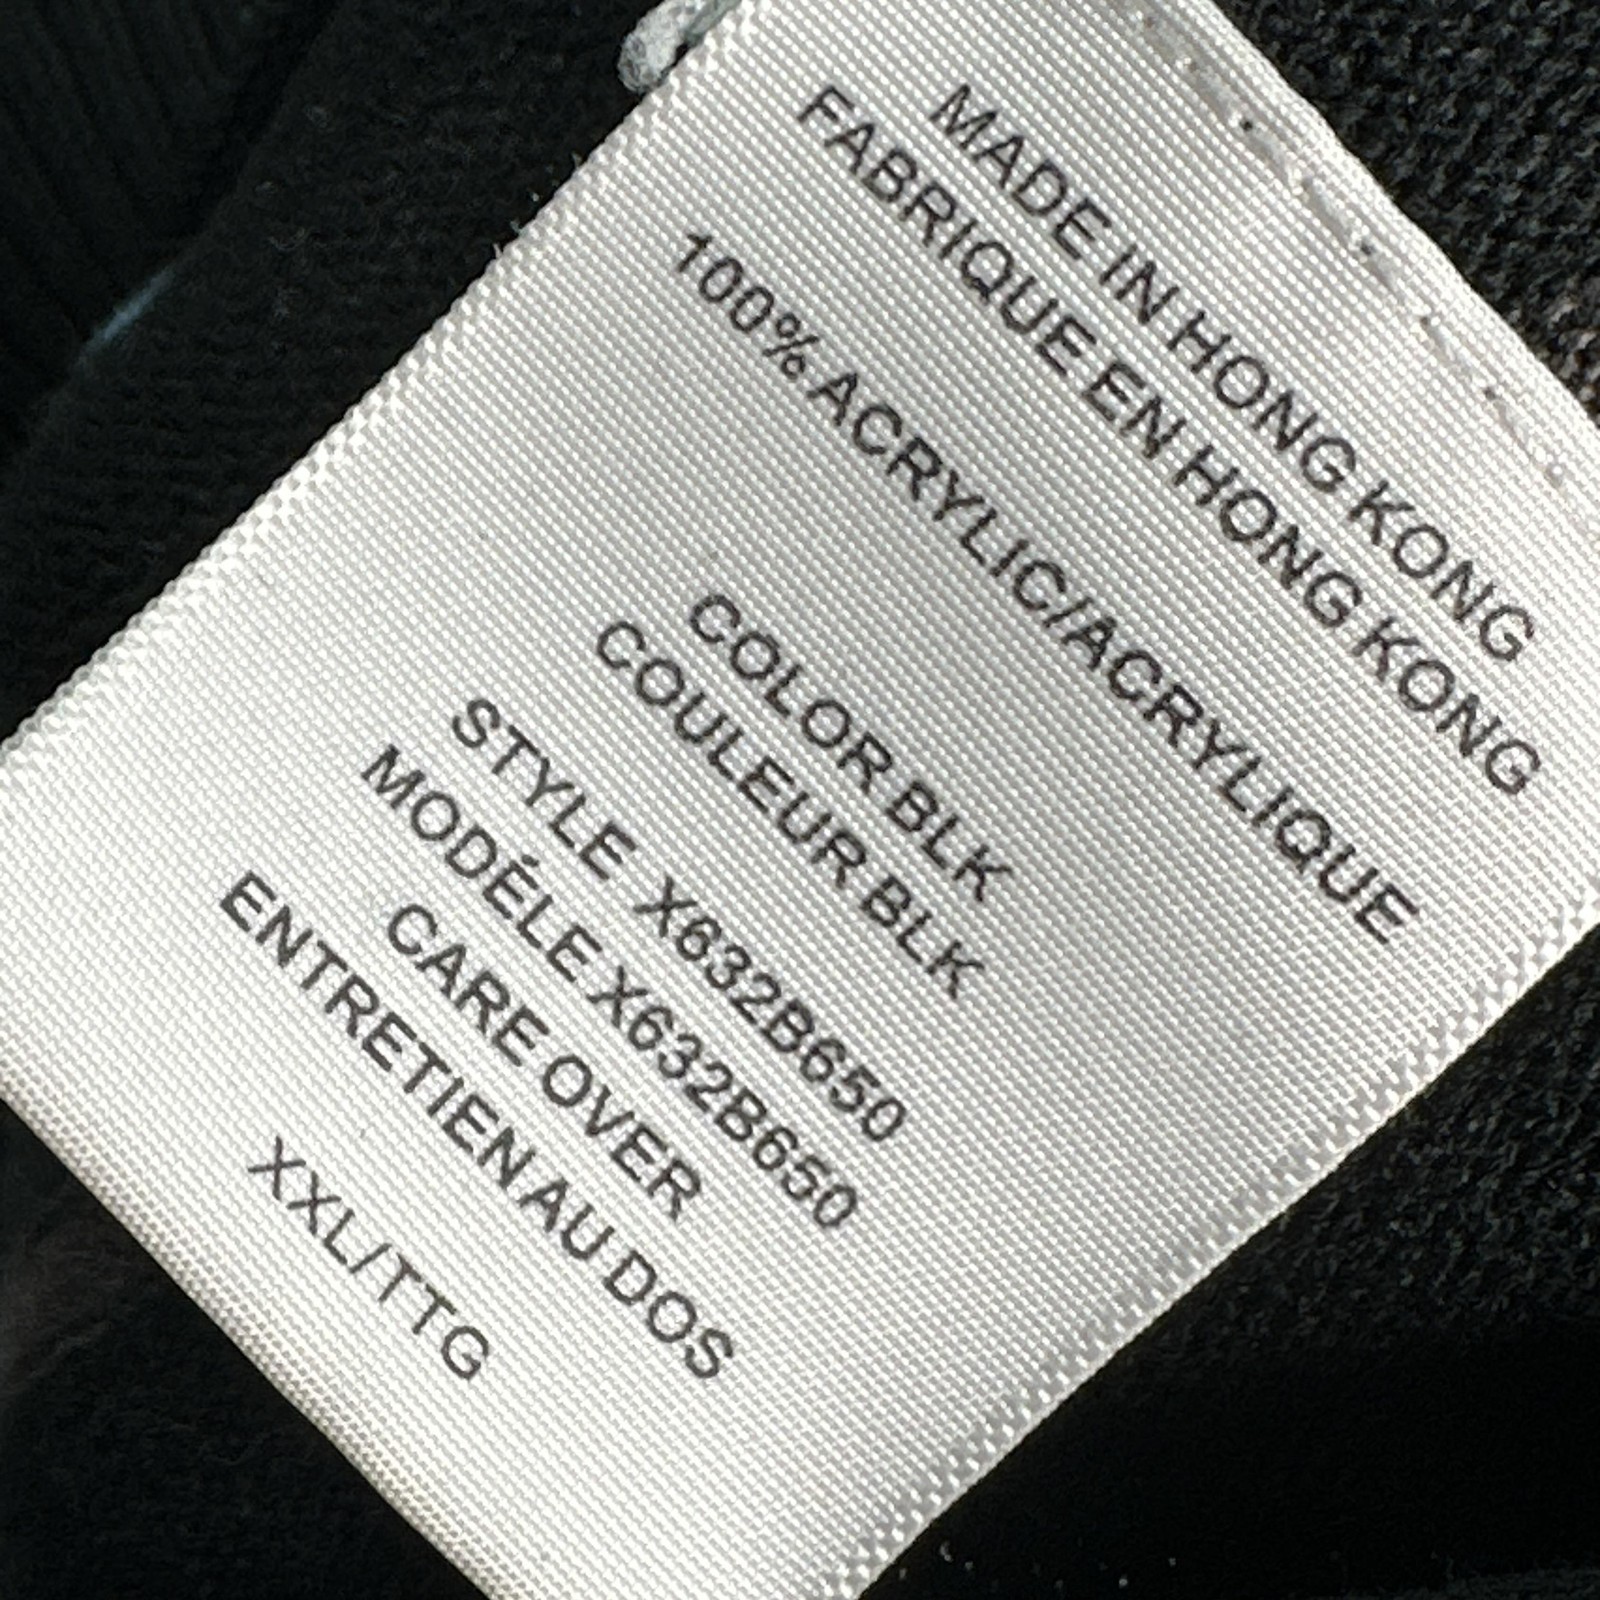 MADE IN HONG KONG
FABRIQUE EN HONG KONG
100% ACRYLIC/ACRYLIQUE
COLOR BLK
COULEUR BLK
STYLE X632B650
MODÉLE X632B650
CARE OVER
ENTRETIEN AU DOS
XXL/TTG